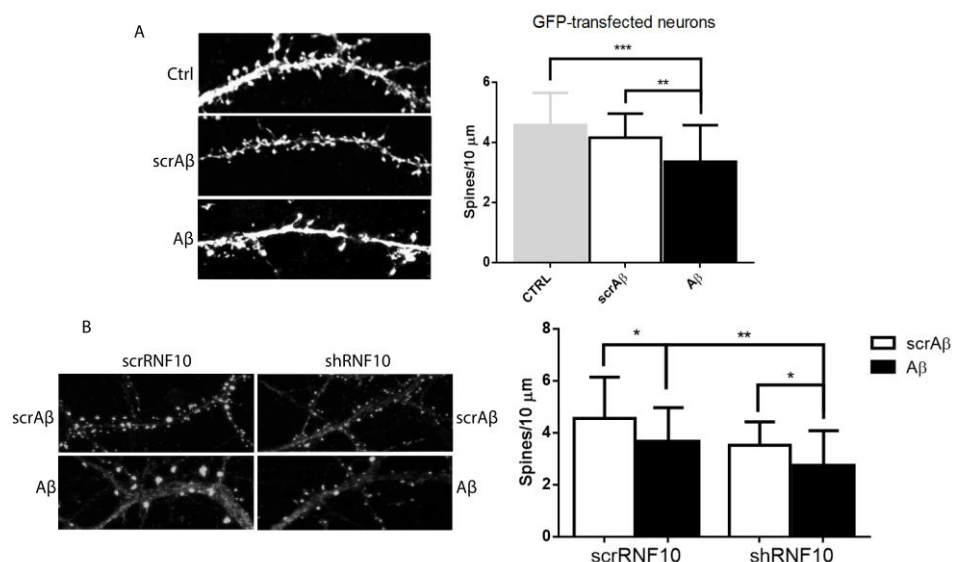 A
Ctrl
scrAβ
Aβ
GFP-transfected neurons
***
**
Spines/10 μm
6
4
2
0
CTRL
scrAβ
Aβ
B
scrRNF10 shRNF10
scrAβ scrAβ
Aβ Aβ
* **
*
Spines/10 μm
8
6
4
2
0
scrRNF10 shRNF10
scrAβ
Aβ